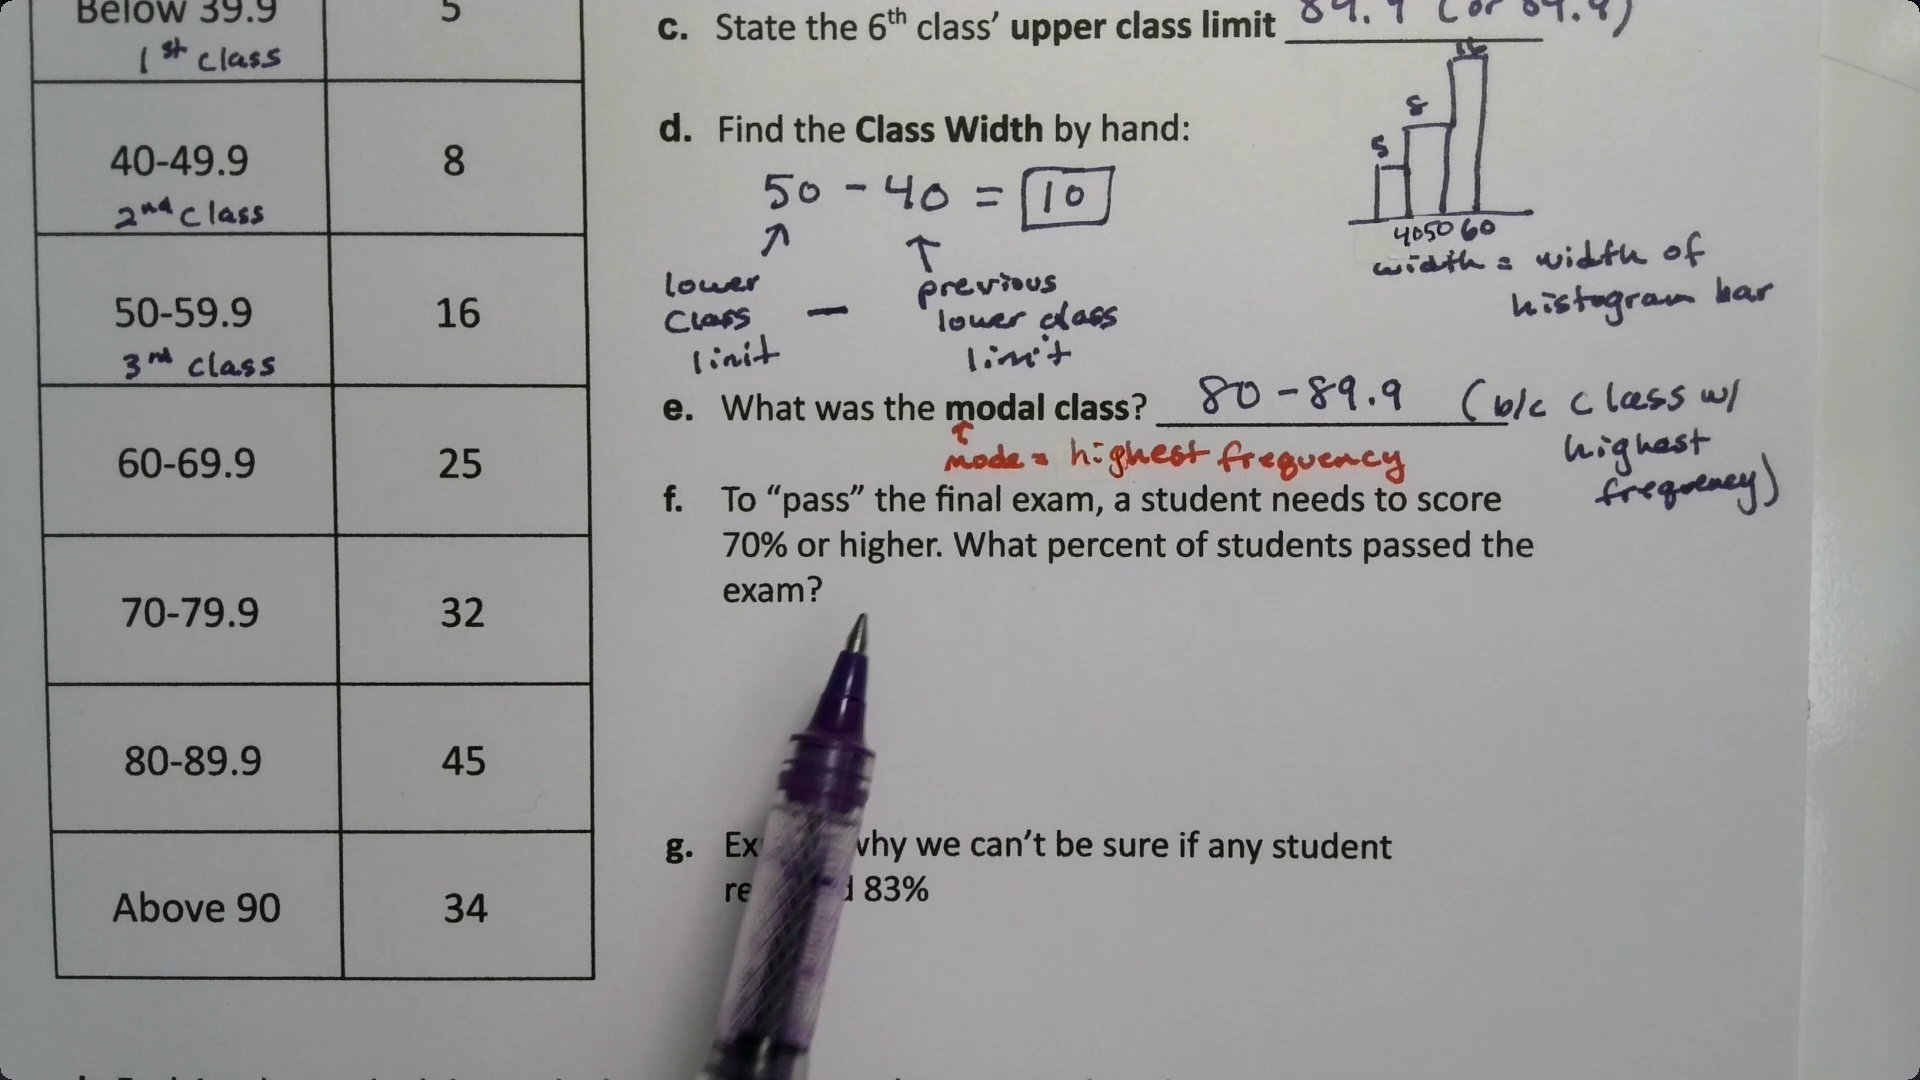 Below 39.9 5
1st class
40-49.9 8
2nd class
50-59.9 16
3rd class
60-69.9 25
70-79.9 32
80-89.9 45
Above 90 34
c. State the 6th class' upper class limit
d. Find the Class Width by hand:
50 - 40 = 10
↑ ↑
lower
class
limit
-
previous
lower class
limit
5
8
16
40 50 60
width = width of
histogram bar
e. What was the modal class? 80-89.9 (b/c class w/
highest
frequency)
↑
mode = highest frequency
f. To “pass” the final exam, a student needs to score
70% or higher. What percent of students passed the
exam?
g. why we can’t be sure if any student
83%